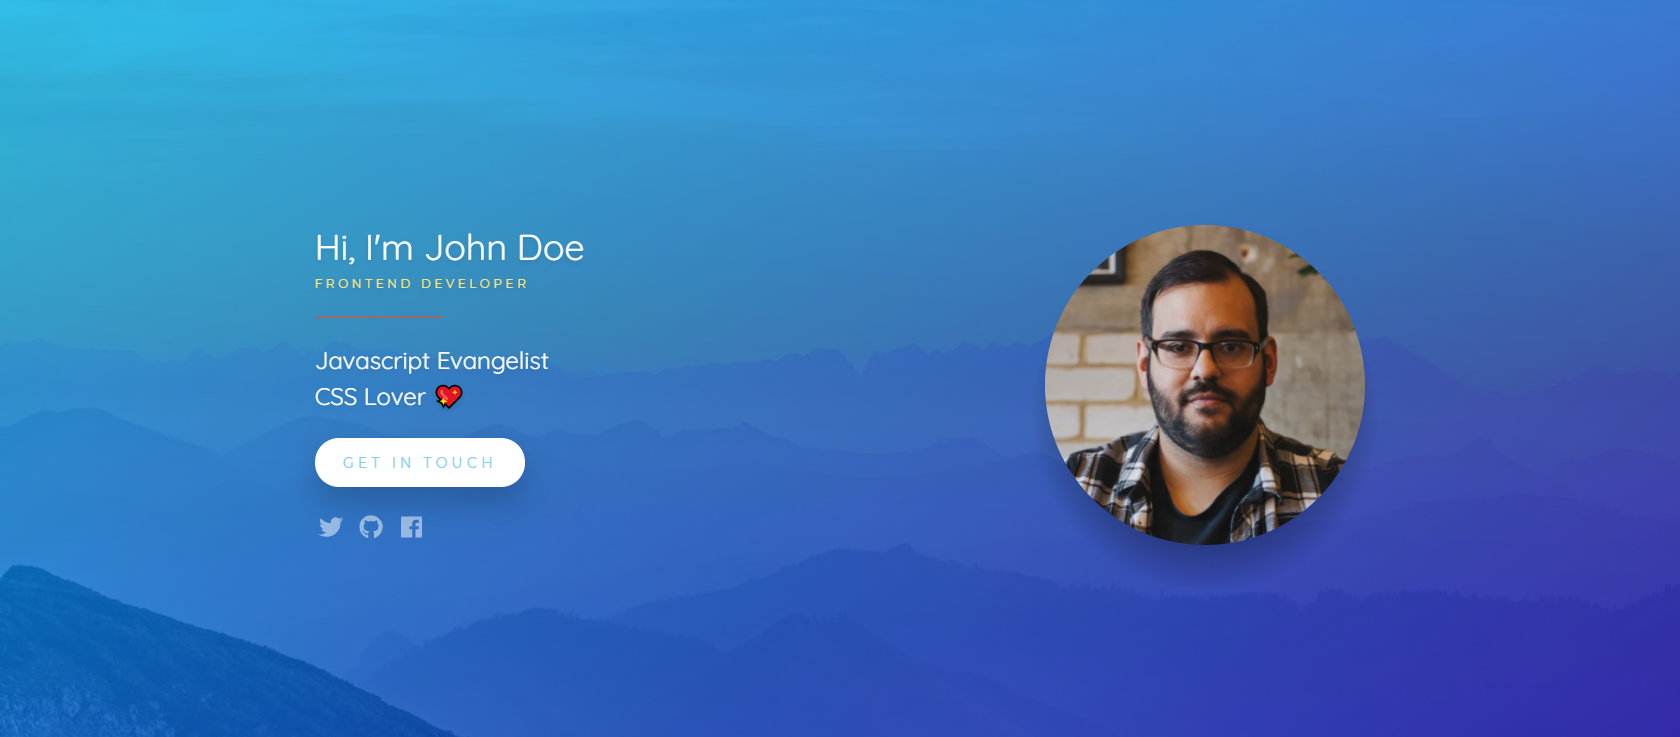 Hi, I'm John Doe
FRONTEND DEVELOPER
Javascript Evangelist
CSS Lover 💖
GET IN TOUCH